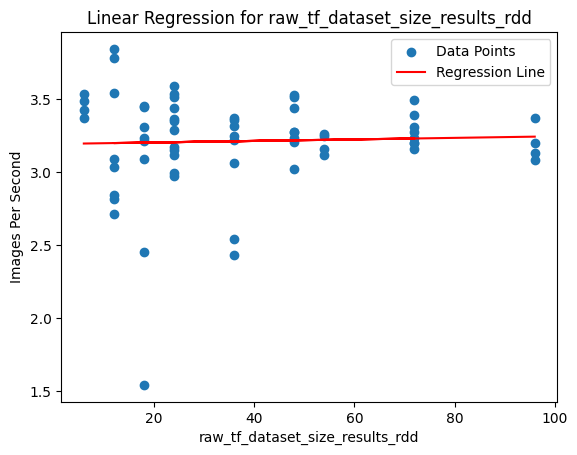 Linear Regression for raw_tf_dataset_size_results_rdd
Data Points
Regression Line
Images Per Second
3.5
3.0
2.5
2.0
1.5
20 40 60 80 100
raw_tf_dataset_size_results_rdd